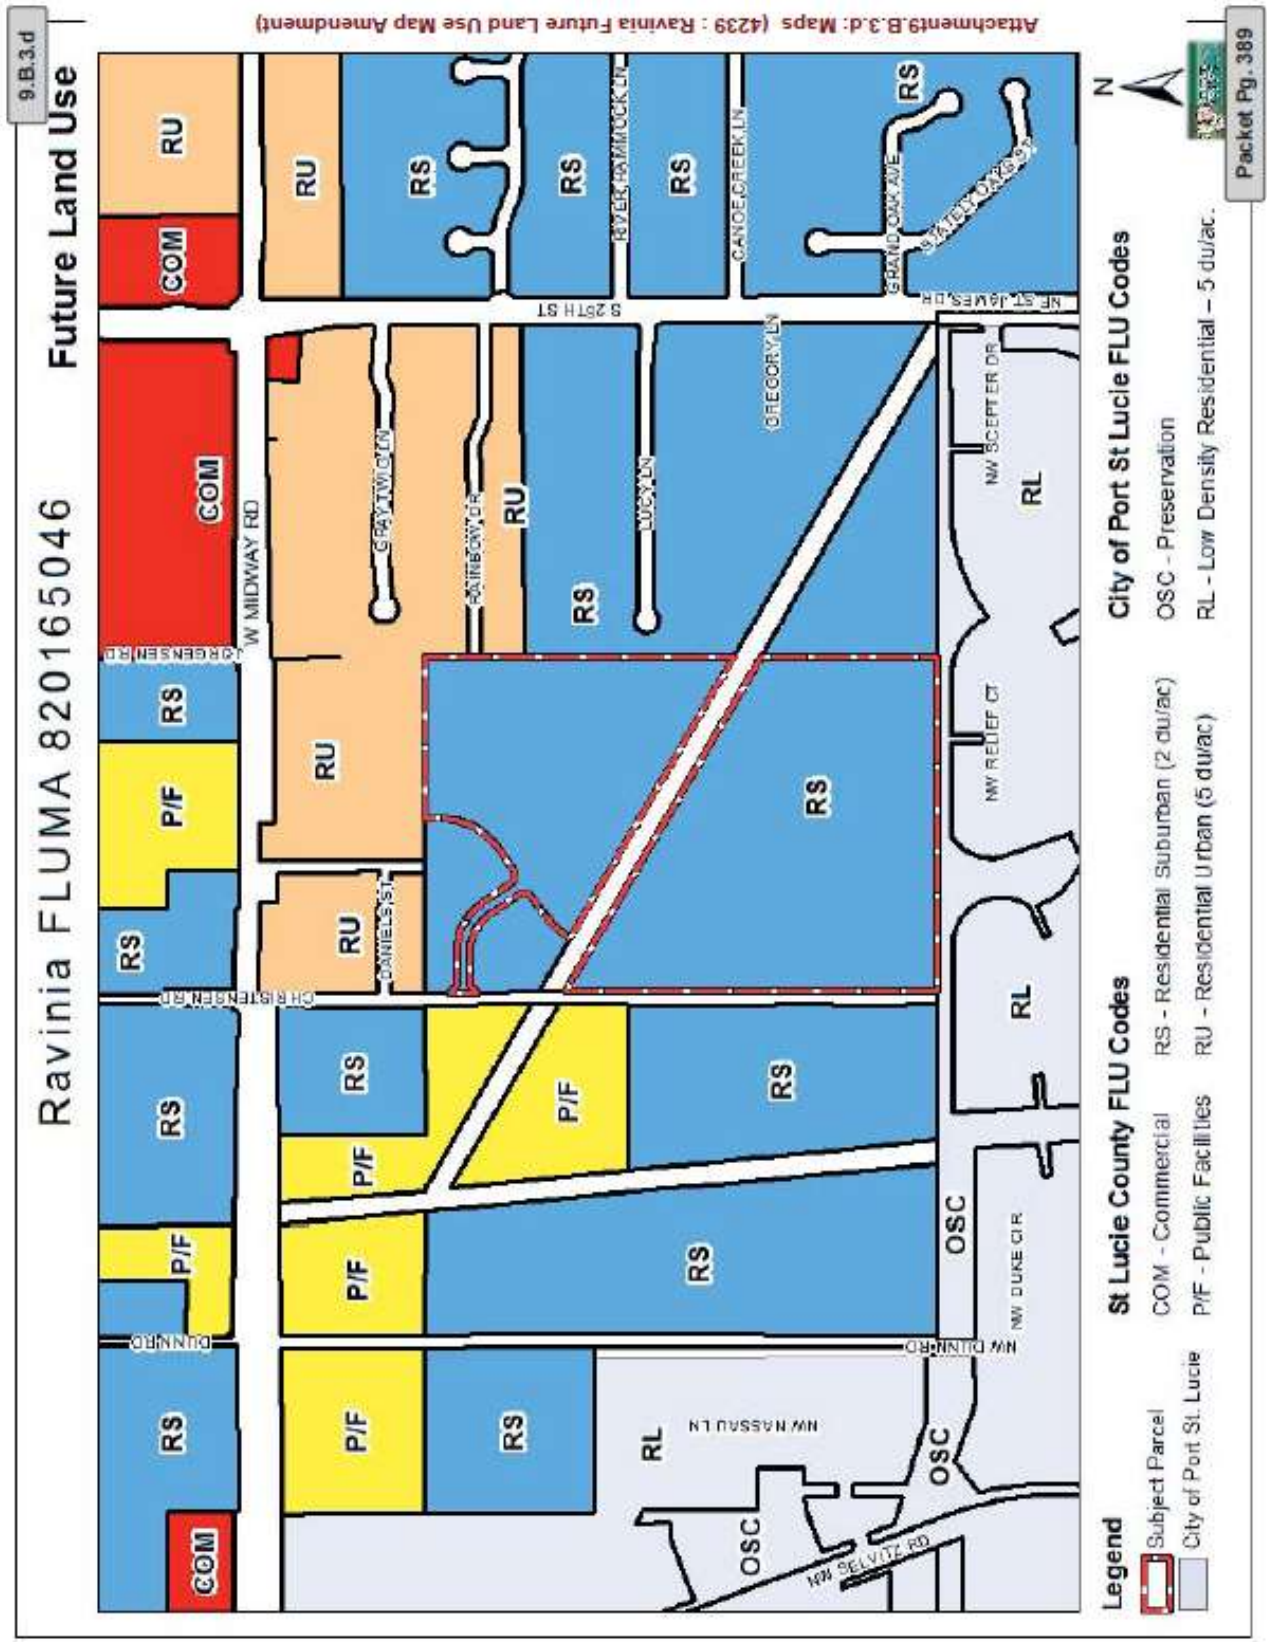 9.B.3.d
Ravinia FLUMA 820165046
Future Land Use
RS
DUNN RD
P/F
RS
CHRISTENSEN RD
RS
P/F
RS
JORGENSEN RD
COM
COM
RU
COM
W MIDWAY RD
P/F
P/F
P/F
RS
RU
DANIELS ST
RU
GRAY TWIG LN
RAINBOW DR
RU
RU
RS
RS
RS
P/F
RS
LUCY LN
S 25TH ST
RS
RIVER HAMMOCK LN
RS
CANOE CREEK LN
RS
RS
RS
GREGORY LN
GRAND OAK AVE
STATELY OAKS ST
RS
NE ST JAMES DR
RL
NW NASSAU LN
OSC
NW SELVITZ RD
OSC
NW DUNN RD
OSC
NW DUKE CIR
RL
NW RELIEF CT
NW SCEPTER DR
RL
N
Legend
Subject Parcel
City of Port St. Lucie
St Lucie County FLU Codes
COM - Commercial
RS - Residential Suburban (2 du/ac)
P/F - Public Facilities
RU - Residential Urban (5 du/ac)
City of Port St Lucie FLU Codes
OSC - Preservation
RL - Low Density Residential – 5 du/ac.
Attachment9.B.3.d: Maps (4239 : Ravinia Future Land Use Map Amendment)
Packet Pg. 389